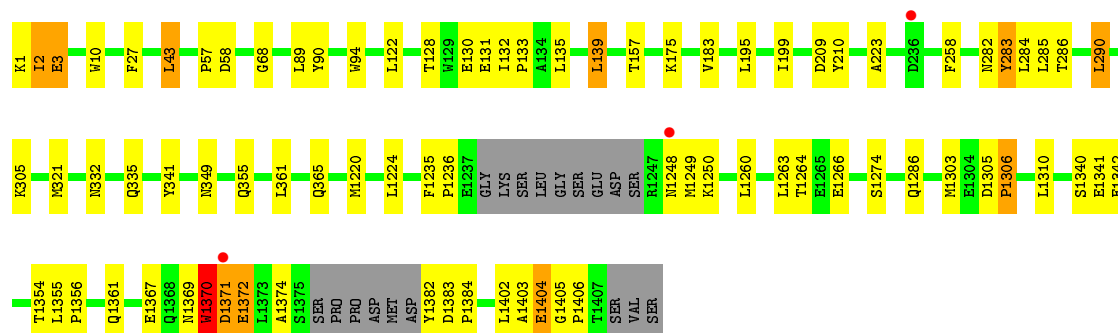 K1 I2 E3 W10 F27 L43 P57 D58 G68 L89 Y90 W94 L122 T128 W129 E130 E131 I132 P133 A134 L135 L139 T157 K175 V183 L195 I199 D209 Y210 A223 D236 F258 N282 Y283 L284 L285 T286 L290
K305 M321 N332 Q335 Y341 N349 Q355 L361 Q365 M1220 L1224 F1235 P1236 E1237 GLY LYS SER LEU GLY SER GLU ASP SER R1247 N1248 M1249 K1250 L1260 L1263 T1264 E1265 E1266 S1274 Q1286 M1303 E1304 D1305 P1306 L1310 S1340 E1341
T1354 L1355 P1356 Q1361 E1367 Q1368 N1369 W1370 D1371 E1372 L1373 A1374 S1375 SER PRO PRO ASP MET ASP Y1382 D1383 P1384 L1402 A1403 E1404 G1405 P1406 T1407 SER VAL SER